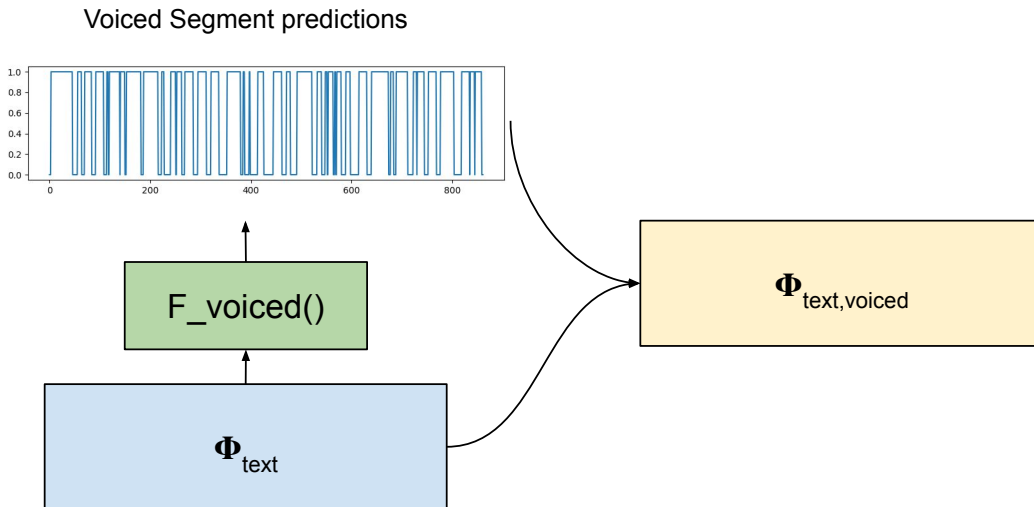 Voiced Segment predictions
1.0
0.8
0.6
0.4
0.2
0.0
0 200 400 600 800
F_voiced()
Φtext,voiced
Φtext